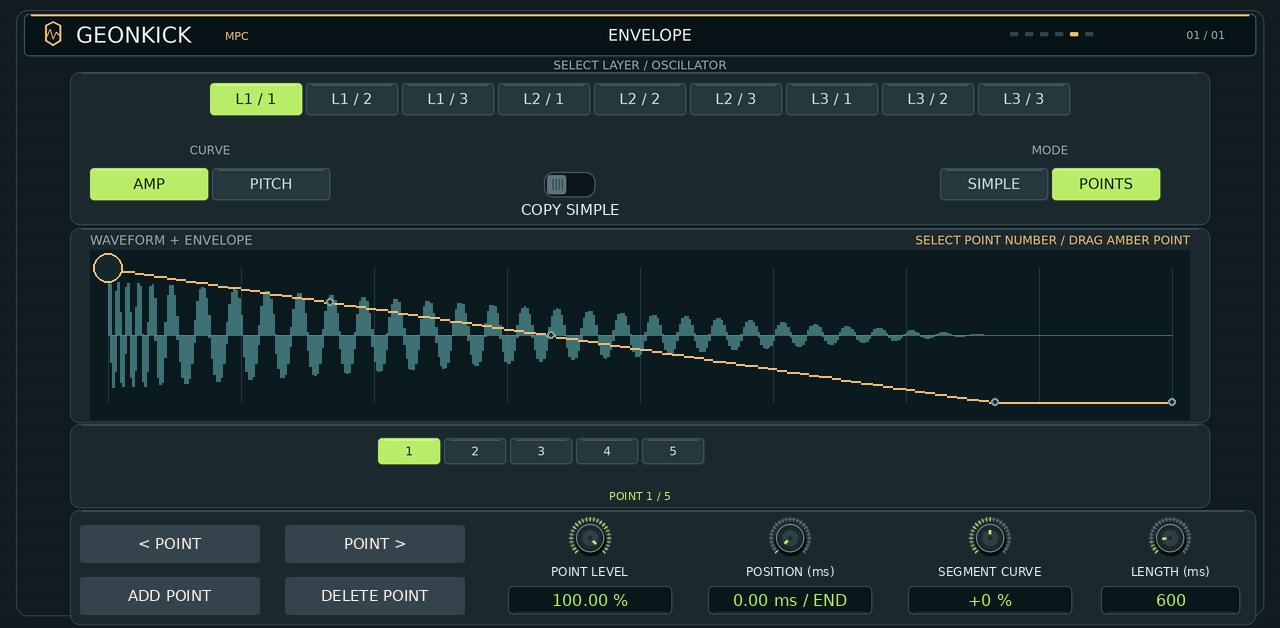 GEONKICK MPC ENVELOPE 01 / 01
SELECT LAYER / OSCILLATOR
L1 / 1 L1 / 2 L1 / 3 L2 / 1 L2 / 2 L2 / 3 L3 / 1 L3 / 2 L3 / 3
CURVE MODE
AMP PITCH SIMPLE POINTS
COPY SIMPLE
WAVEFORM + ENVELOPE SELECT POINT NUMBER / DRAG AMBER POINT
1 2 3 4 5
POINT 1 / 5
< POINT POINT >
POINT LEVEL POSITION (ms) SEGMENT CURVE LENGTH (ms)
ADD POINT DELETE POINT 100.00 % 0.00 ms / END +0 % 600